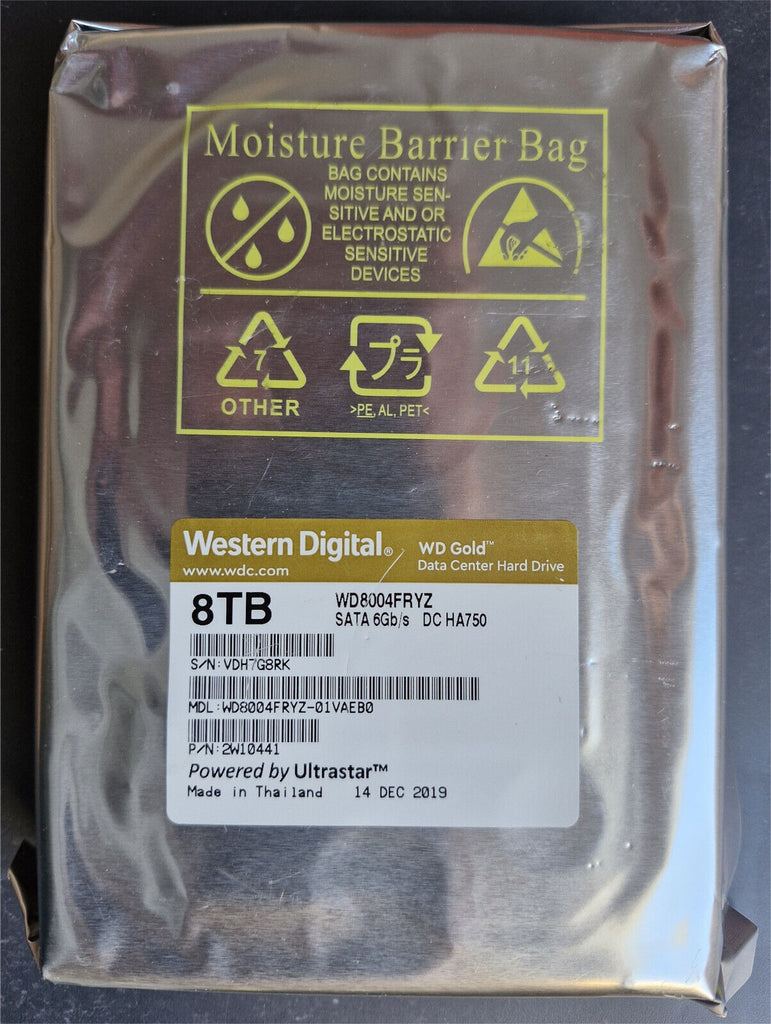 Moisture Barrier Bag
BAG CONTAINS
MOISTURE SEN-
SITIVE AND OR
ELECTROSTATIC
SENSITIVE
DEVICES
7
OTHER
プラ
>PE, AL, PET<
11
Western Digital®
www.wdc.com
WD Gold™
Data Center Hard Drive
8TB
WD8004FRYZ
SATA 6Gb/s DC HA750
S/N:VDH7G8RK
MDL:WD8004FRYZ-01VAEB0
P/N:2W10441
Powered by Ultrastar™
Made in Thailand 14 DEC 2019